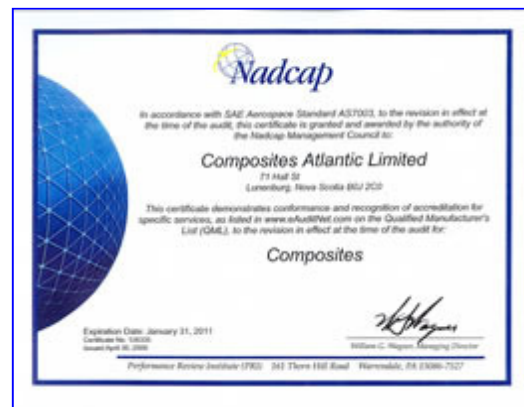 Nadcap
In accordance with SAE Aerospace Standard AS7003, to the revision in effect at
the time of the audit, this certificate is granted and awarded by the authority of
the Nadcap Management Council to:
Composites Atlantic Limited
71 Hall St
Lunenburg, Nova Scotia B0J 2C0
This certificate demonstrates conformance and recognition of accreditation for
specific services, as listed in www.eAuditNet.com on the Qualified Manufacturer's
List (QML), to the revision in effect at the time of the audit for:
Composites
Expiration Date: January 31, 2011
Certificate No.
Issued April 30,
William G. Wagner, Managing Director
Performance Review Institute (PRI) 161 Thorn Hill Road Warrendale, PA 15086-7527